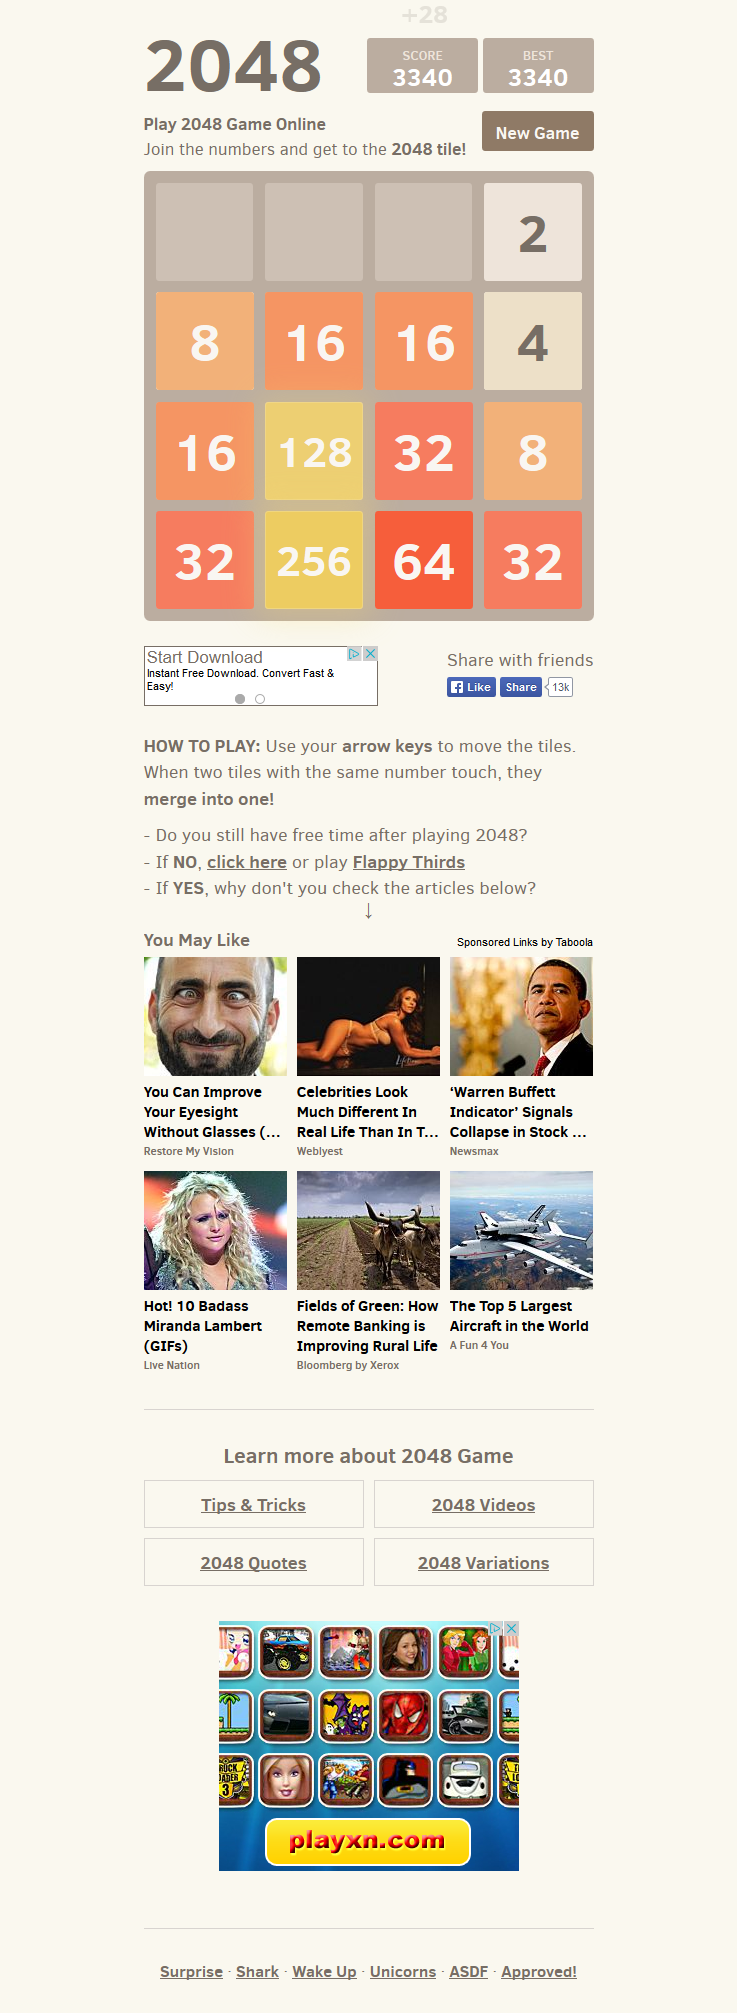 +28
2048
SCORE
3340
BEST
3340
Play 2048 Game Online
Join the numbers and get to the 2048 tile!
New Game
2
8 16 16 4
16 128 32 8
32 256 64 32
Start Download
Instant Free Download. Convert Fast &
Easy!
Share with friends
Like Share 13k
HOW TO PLAY: Use your arrow keys to move the tiles.
When two tiles with the same number touch, they
merge into one!
- Do you still have free time after playing 2048?
- If NO, click here or play Flappy Thirds
- If YES, why don't you check the articles below?
↓
You May Like
Sponsored Links by Taboola
You Can Improve
Your Eyesight
Without Glasses (...
Restore My Vision
Celebrities Look
Much Different In
Real Life Than In T...
Weblyest
‘Warren Buffett
Indicator’ Signals
Collapse in Stock ...
Newsmax
Hot! 10 Badass
Miranda Lambert
(GIFs)
Live Nation
Fields of Green: How
Remote Banking is
Improving Rural Life
Bloomberg by Xerox
The Top 5 Largest
Aircraft in the World
A Fun 4 You
Learn more about 2048 Game
Tips & Tricks
2048 Videos
2048 Quotes
2048 Variations
playxn.com
Surprise · Shark · Wake Up · Unicorns · ASDF · Approved!